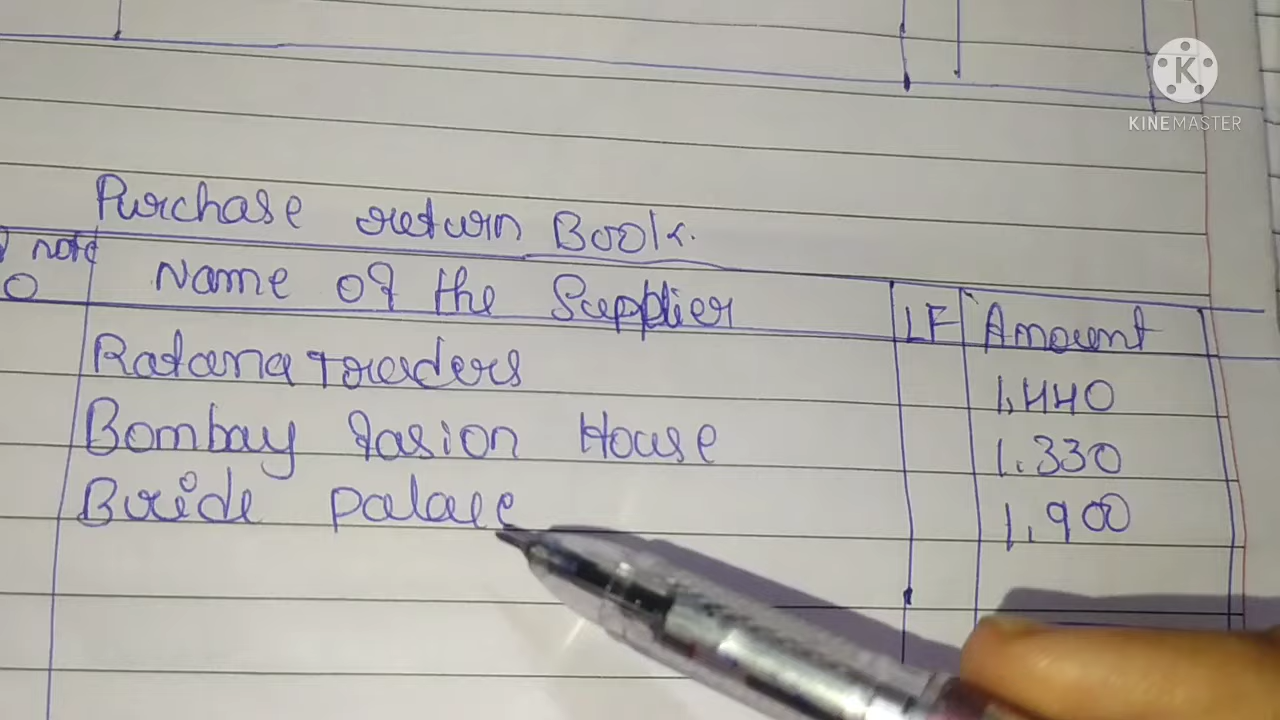 KINEMASTER
Purchase return Book.
note Name of the Supplier LF Amount
Ratana Traders 1,440
Bombay fasion House 1.330
Bride palace 1,900